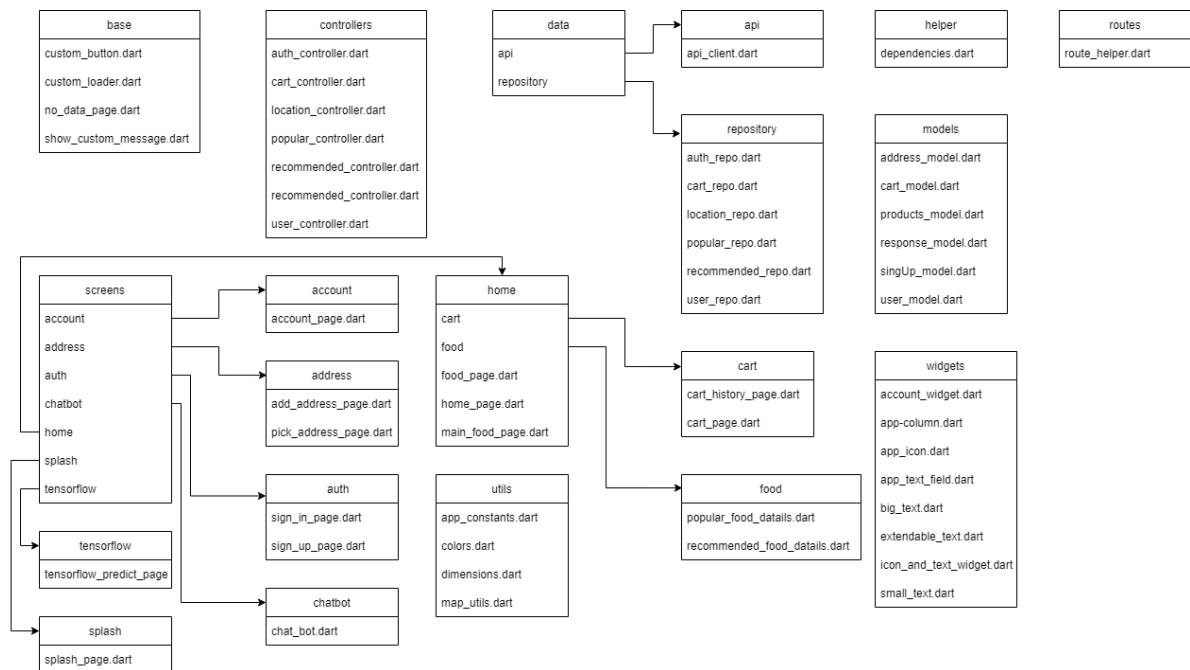 base
custom_button.dart
custom_loader.dart
no_data_page.dart
show_custom_message.dart
controllers
auth_controller.dart
cart_controller.dart
location_controller.dart
popular_controller.dart
recommended_controller.dart
recommended_controller.dart
user_controller.dart
data
api
repository
api
api_client.dart
helper
dependencies.dart
routes
route_helper.dart
repository
auth_repo.dart
cart_repo.dart
location_repo.dart
popular_repo.dart
recommended_repo.dart
user_repo.dart
models
address_model.dart
cart_model.dart
products_model.dart
response_model.dart
singUp_model.dart
user_model.dart
screens
account
address
auth
chatbot
home
splash
tensorflow
account
account_page.dart
address
add_address_page.dart
pick_address_page.dart
auth
sign_in_page.dart
sign_up_page.dart
chatbot
chat_bot.dart
tensorflow
tensorflow_predict_page
splash
splash_page.dart
home
cart
food
food_page.dart
home_page.dart
main_food_page.dart
utils
app_constants.dart
colors.dart
dimensions.dart
map_utils.dart
cart
cart_history_page.dart
cart_page.dart
food
popular_food_datails.dart
recommended_food_datails.dart
widgets
account_widget.dart
app-column.dart
app_icon.dart
app_text_field.dart
big_text.dart
extendable_text.dart
icon_and_text_widget.dart
small_text.dart